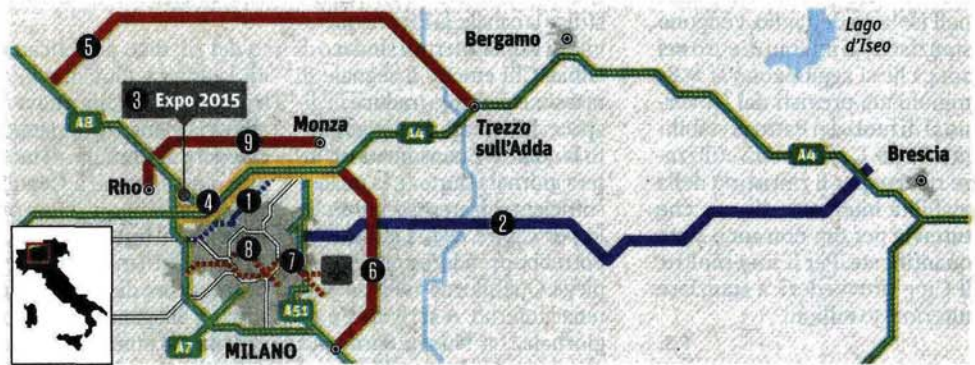 5
Bergamo
Lago
d'Iseo
3 Expo 2015
A8
9
Monza
A4
Trezzo
sull'Adda
A4
Brescia
Rho
4
1
2
8
7
6
A51
A7
MILANO